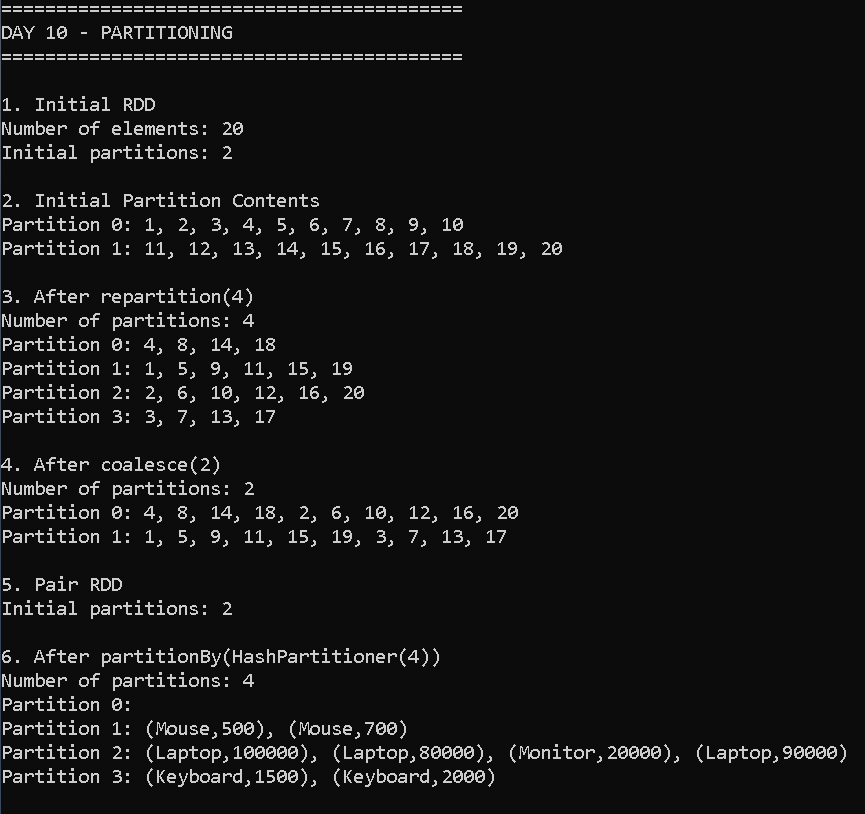 ==========================================
DAY 10 - PARTITIONING
==========================================
1. Initial RDD
Number of elements: 20
Initial partitions: 2
2. Initial Partition Contents
Partition 0: 1, 2, 3, 4, 5, 6, 7, 8, 9, 10
Partition 1: 11, 12, 13, 14, 15, 16, 17, 18, 19, 20
3. After repartition(4)
Number of partitions: 4
Partition 0: 4, 8, 14, 18
Partition 1: 1, 5, 9, 11, 15, 19
Partition 2: 2, 6, 10, 12, 16, 20
Partition 3: 3, 7, 13, 17
4. After coalesce(2)
Number of partitions: 2
Partition 0: 4, 8, 14, 18, 2, 6, 10, 12, 16, 20
Partition 1: 1, 5, 9, 11, 15, 19, 3, 7, 13, 17
5. Pair RDD
Initial partitions: 2
6. After partitionBy(HashPartitioner(4))
Number of partitions: 4
Partition 0:
Partition 1: (Mouse,500), (Mouse,700)
Partition 2: (Laptop,100000), (Laptop,80000), (Monitor,20000), (Laptop,90000)
Partition 3: (Keyboard,1500), (Keyboard,2000)